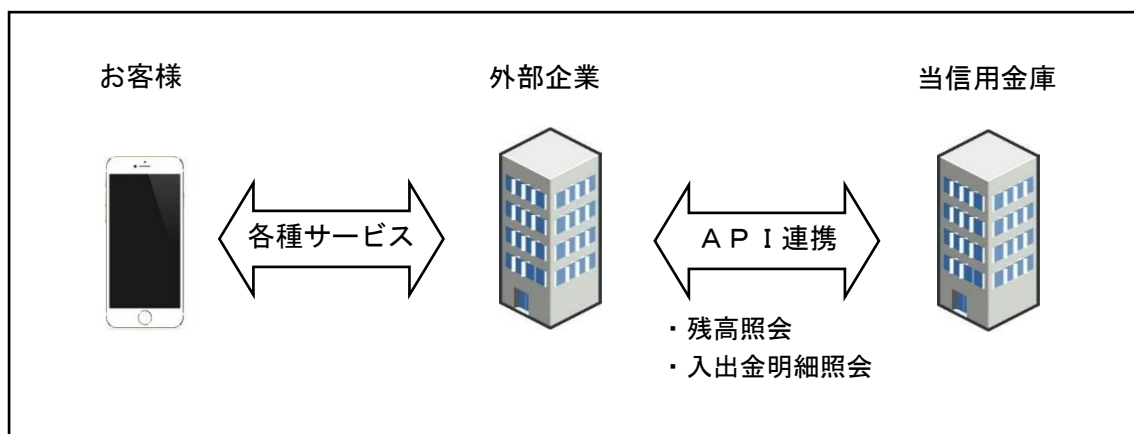 お客様
外部企業
当信用金庫
各種サービス
ＡＰＩ連携
・残高照会
・入出金明細照会